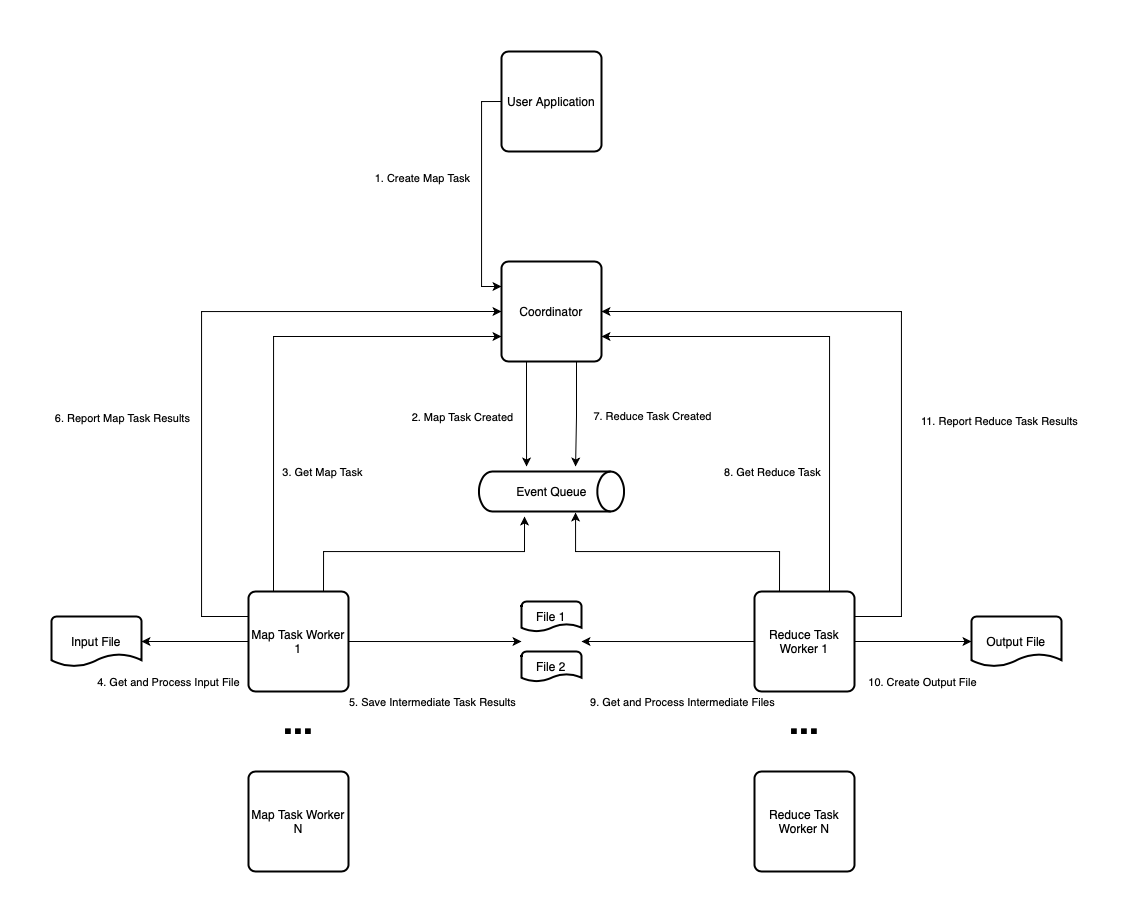 User Application
1. Create Map Task
Coordinator
6. Report Map Task Results
2. Map Task Created
7. Reduce Task Created
11. Report Reduce Task Results
3. Get Map Task
8. Get Reduce Task
Event Queue
Input File
Map Task Worker
1
File 1
File 2
Reduce Task
Worker 1
Output File
4. Get and Process Input File
5. Save Intermediate Task Results
9. Get and Process Intermediate Files
10. Create Output File
...
...
Map Task Worker
N
Reduce Task
Worker N